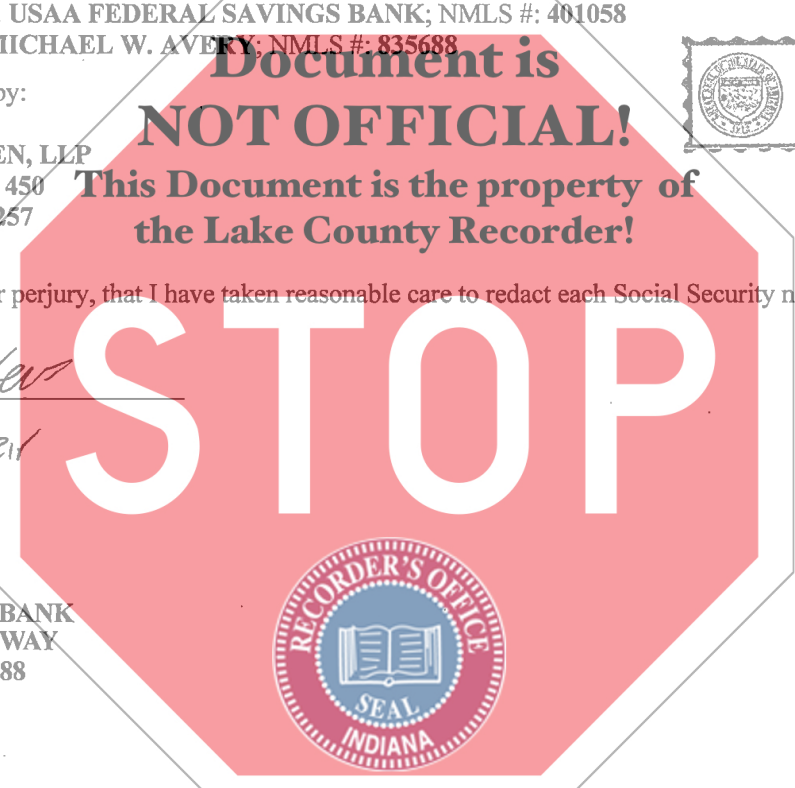 USAA FEDERAL SAVINGS BANK; NMLS #: 401058
MICHAEL W. AVERY; NMLS #: 835688
Document is
by:
NOT OFFICIAL!
EN, LLP
450
This Document is the property of
257
the Lake County Recorder!
r perjury, that I have taken reasonable care to redact each Social Security n
STOP
RECORDER'S OFFICE
SEAL
INDIANA
BANK
WAY
88